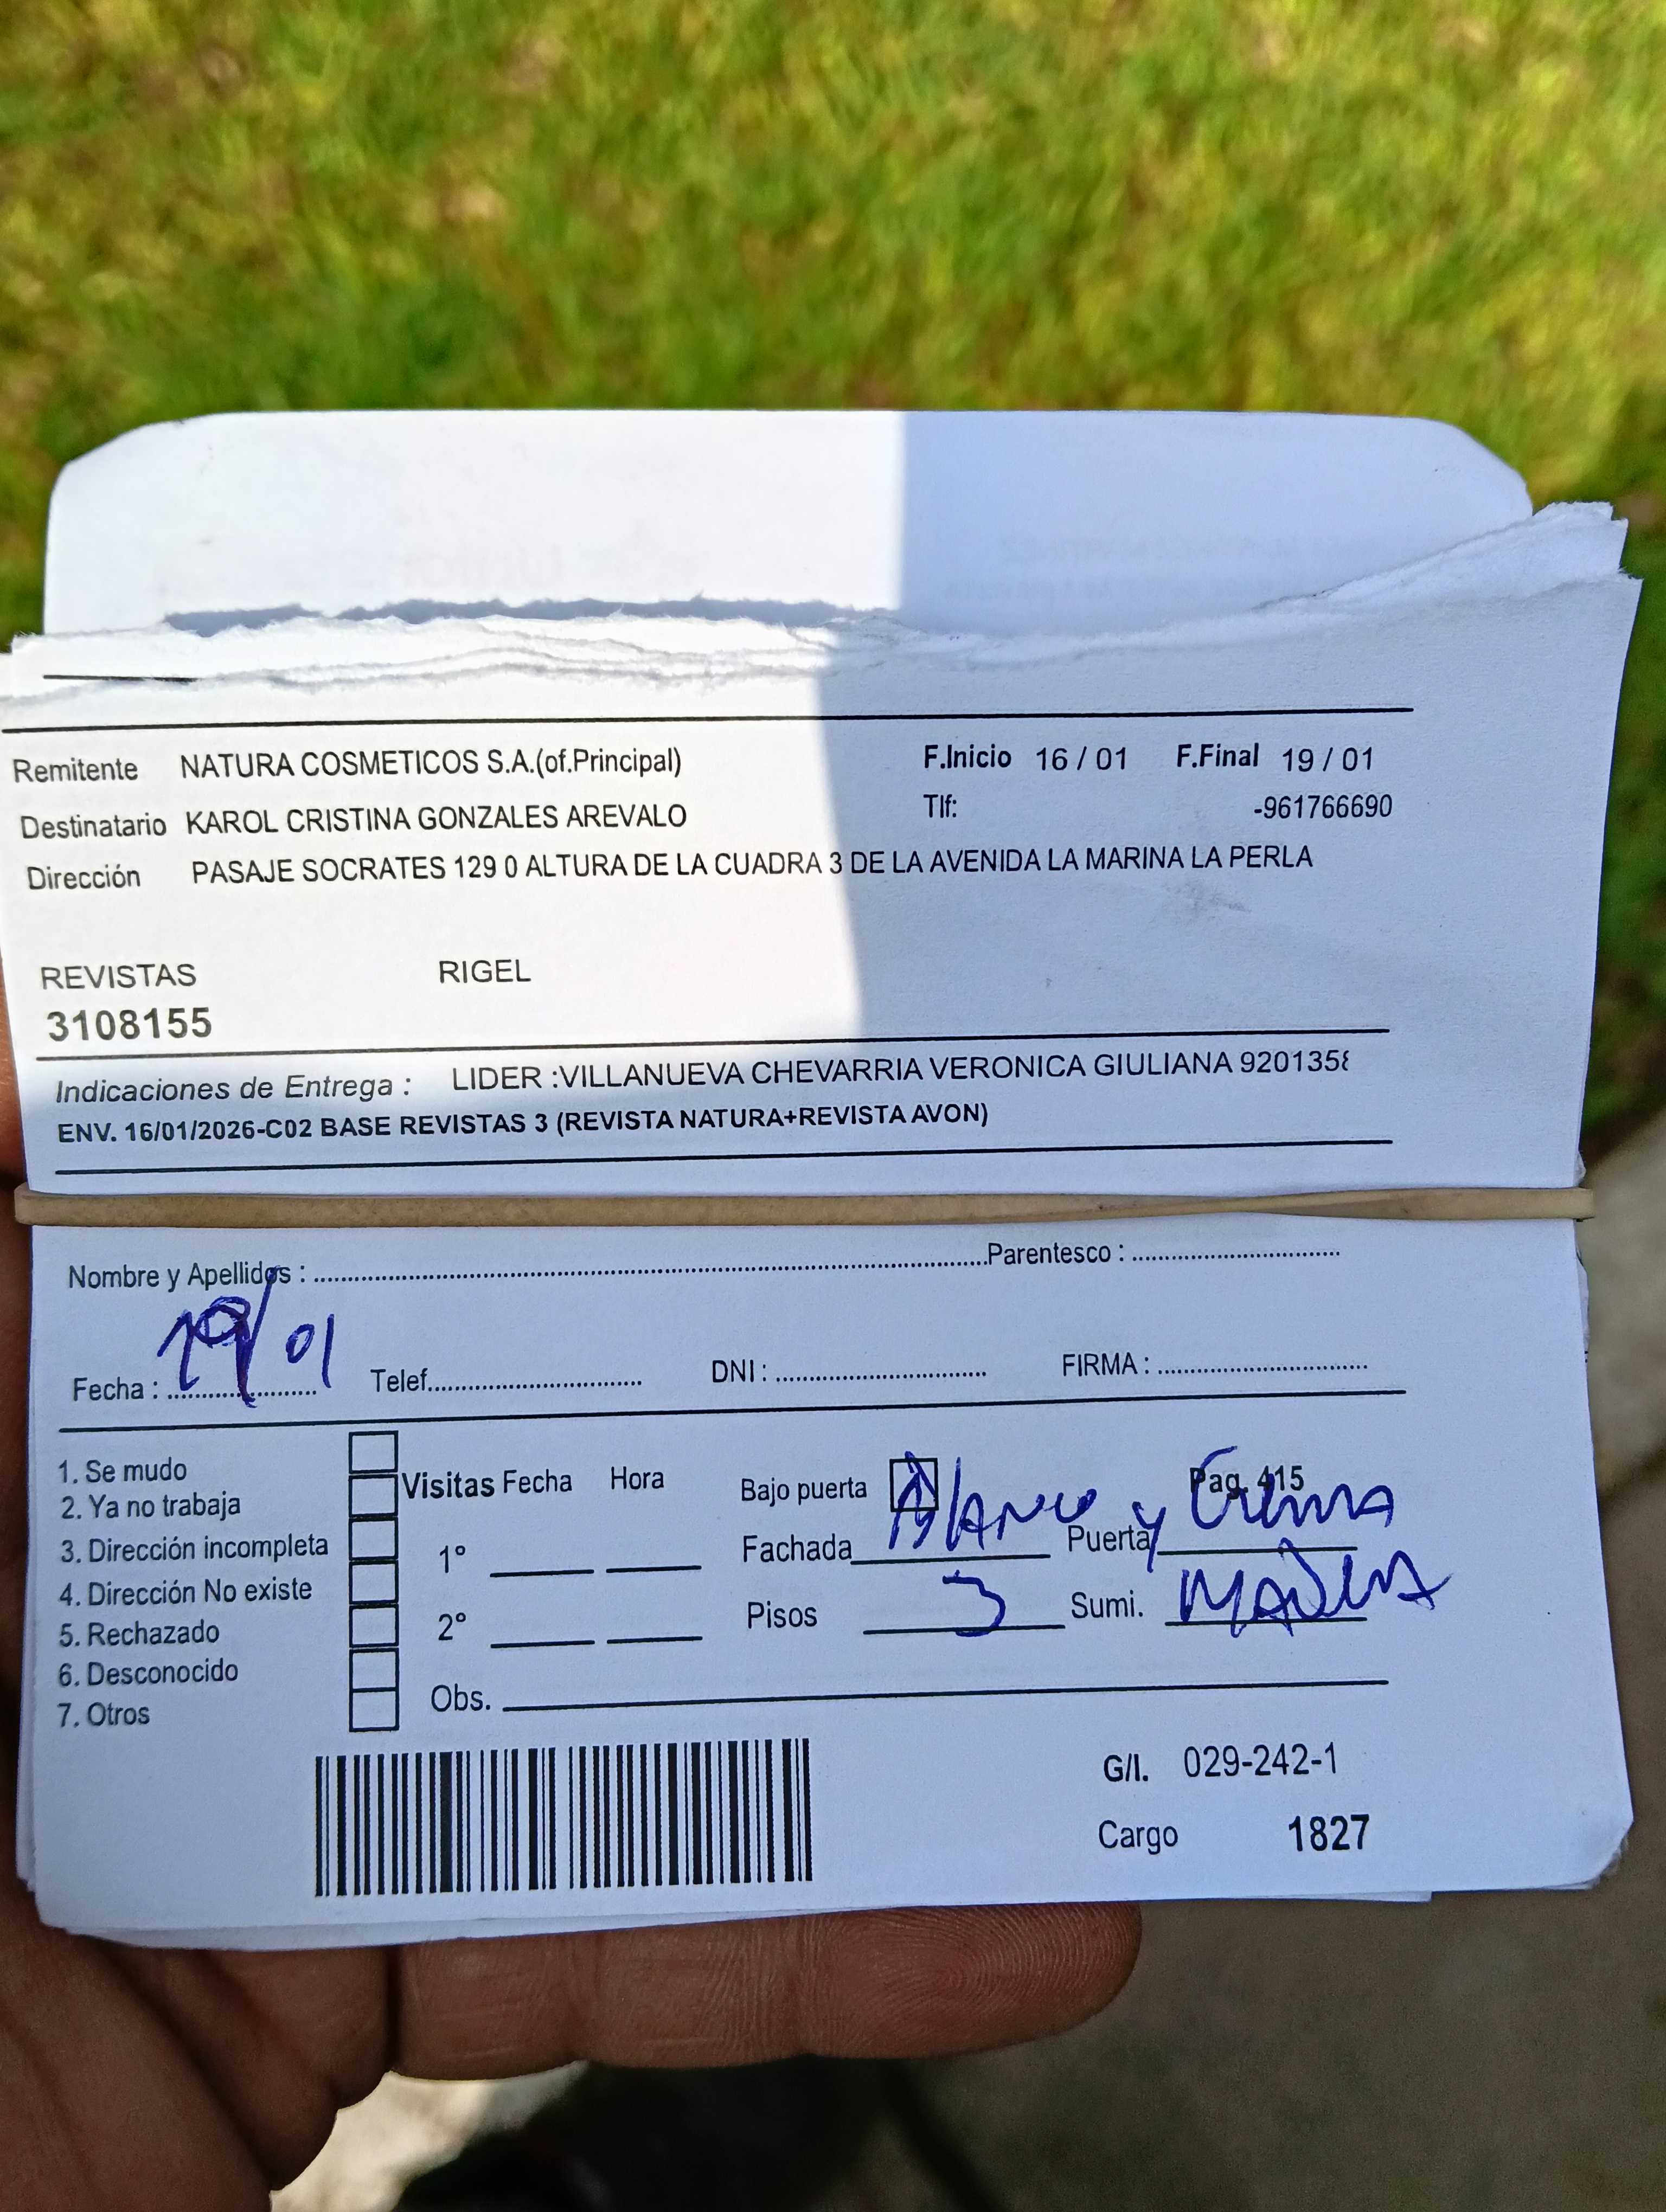 Remitente NATURA COSMETICOS S.A.(of.Principal) F.Inicio 16 / 01 F.Final 19 / 01
Destinatario KAROL CRISTINA GONZALES AREVALO Tlf: -961766690
Dirección PASAJE SOCRATES 129 0 ALTURA DE LA CUADRA 3 DE LA AVENIDA LA MARINA LA PERLA
REVISTAS RIGEL
3108155
Indicaciones de Entrega : LIDER :VILLANUEVA CHEVARRIA VERONICA GIULIANA 920135
ENV. 16/01/2026-C02 BASE REVISTAS 3 (REVISTA NATURA+REVISTA AVON)
Nombre y Apellidos : Parentesco :
Fecha : 19/01 Telef. DNI : FIRMA :
1. Se mudo
2. Ya no trabaja
3. Dirección incompleta
4. Dirección No existe
5. Rechazado
6. Desconocido
7. Otros
Visitas Fecha Hora
1°
2°
Obs.
Bajo puerta Pag. 415
Fachada Blanco y Crema Puerta
Pisos 3 Sumi. Madera
G/I. 029-242-1
Cargo 1827